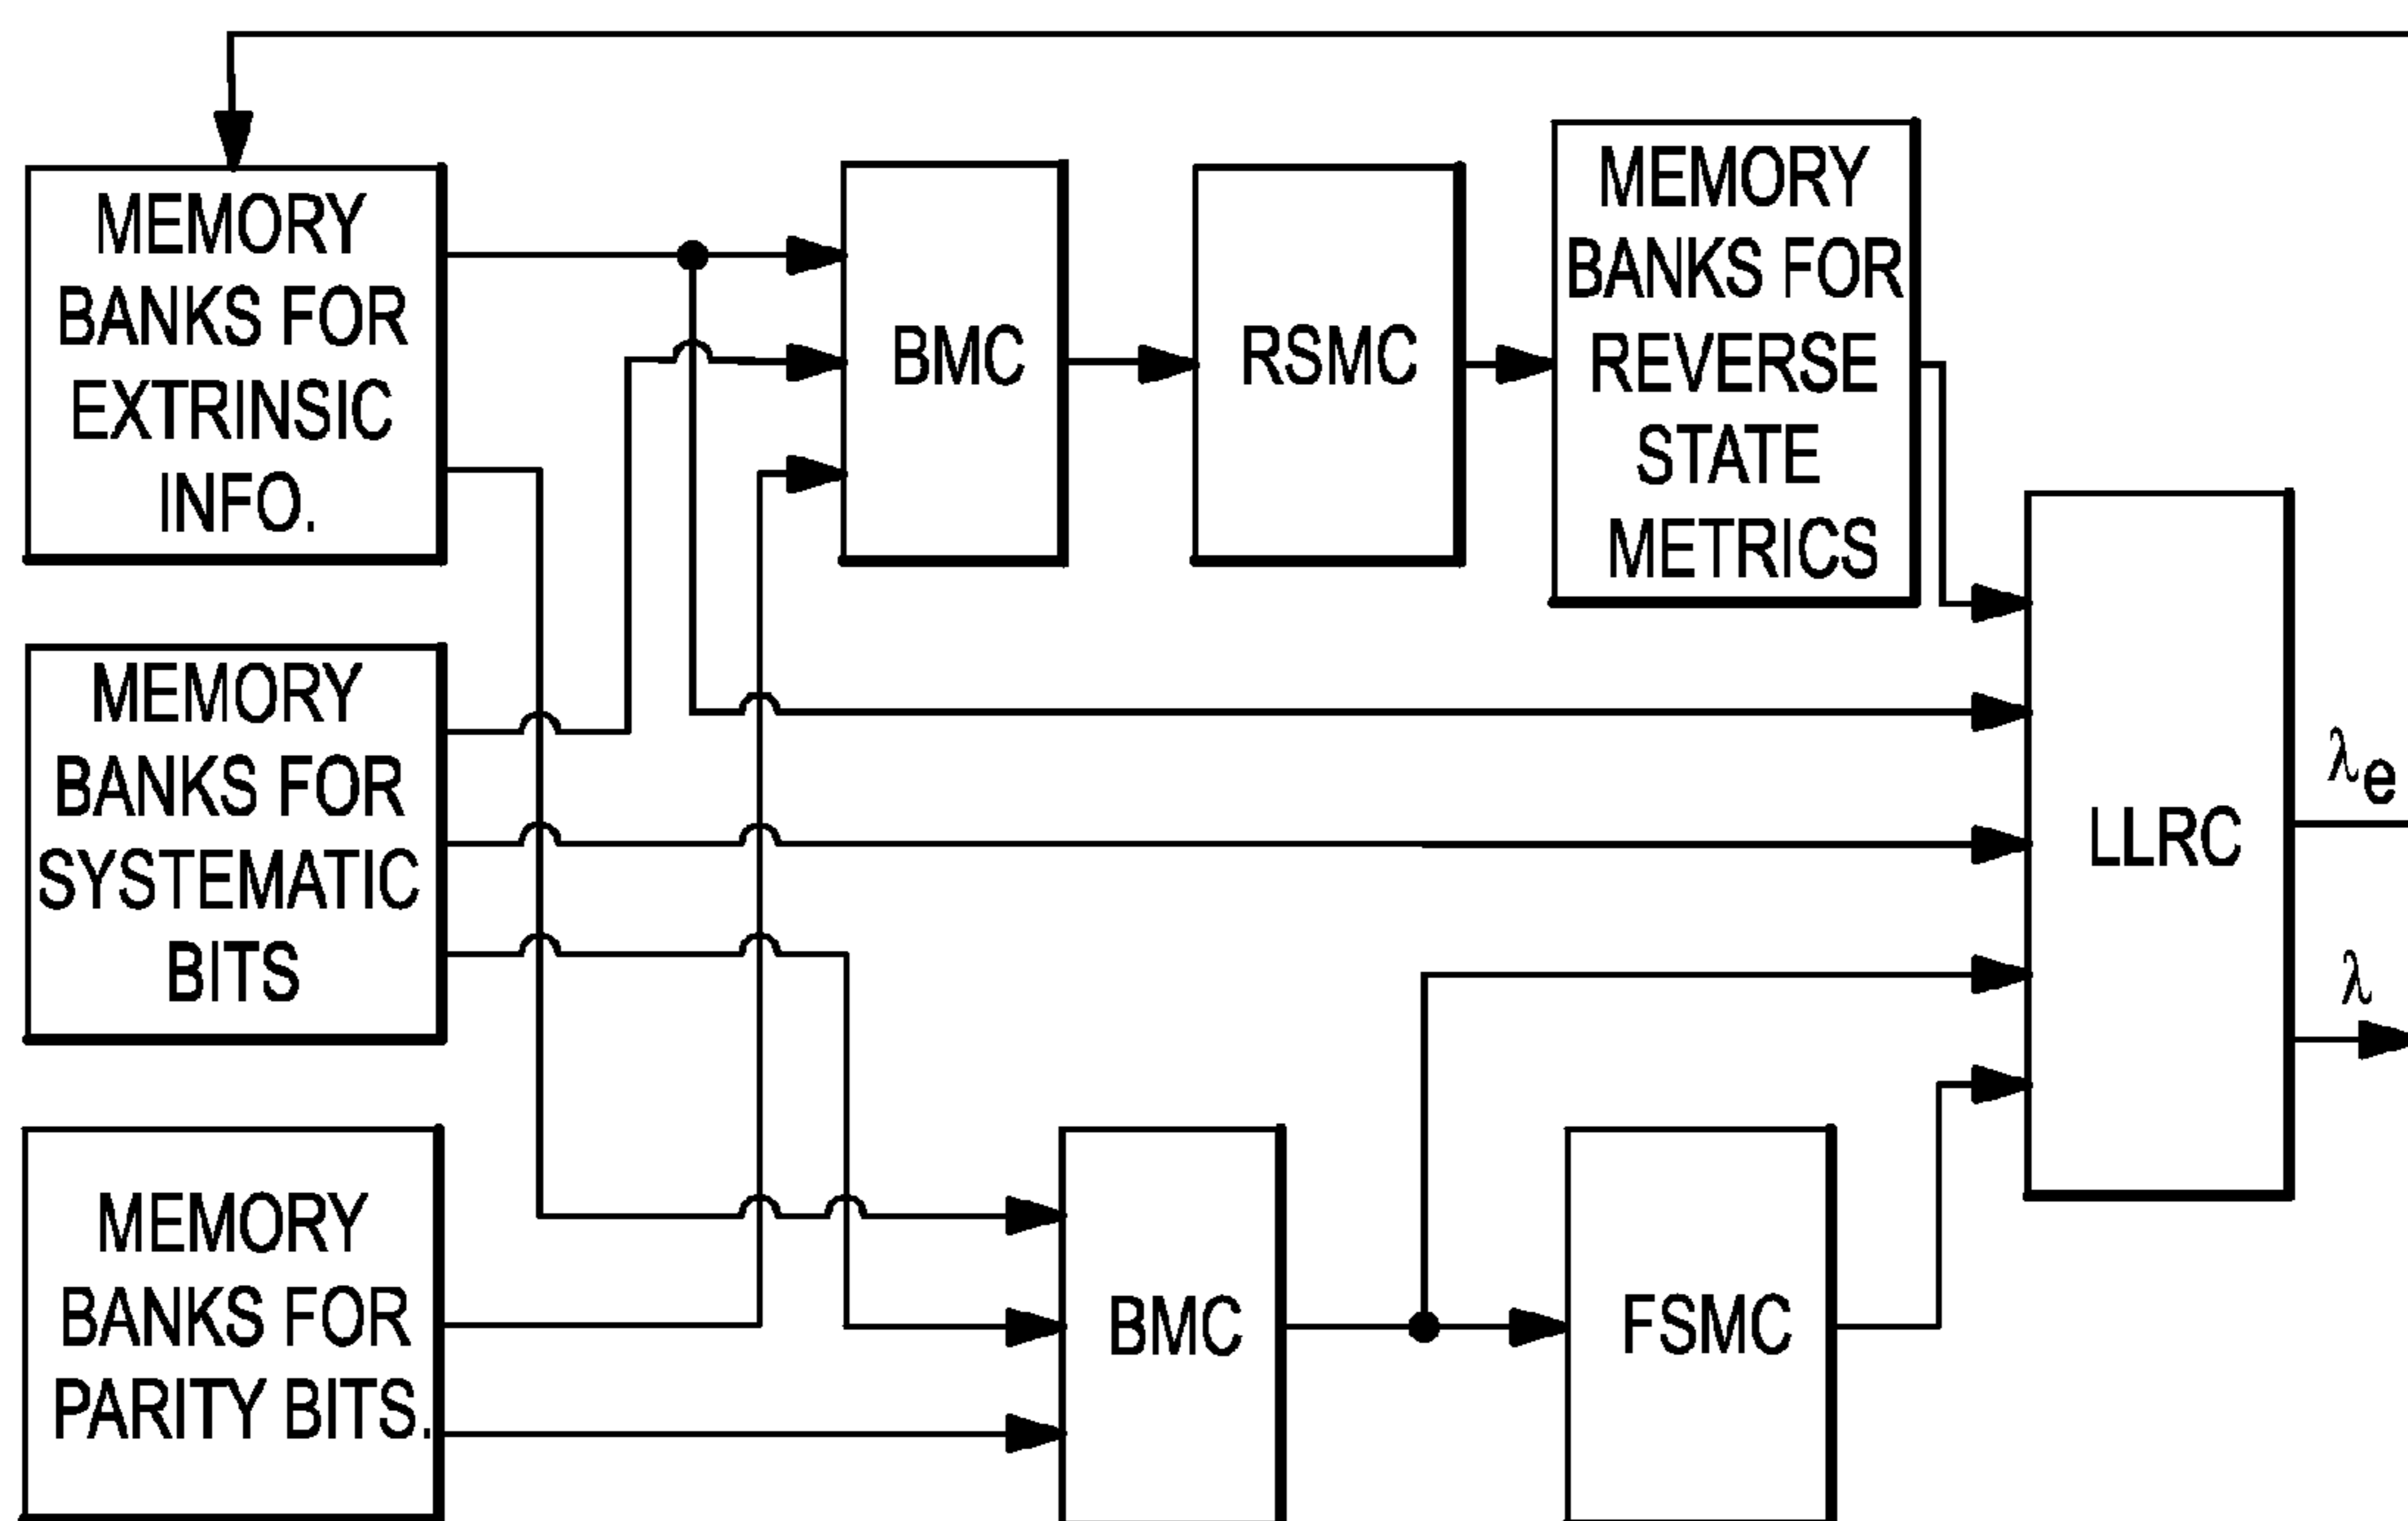 MEMORY
BANKS FOR
EXTRINSIC
INFO.
BMC
RSMC
MEMORY
BANKS FOR
REVERSE
STATE
METRICS
MEMORY
BANKS FOR
SYSTEMATIC
BITS
LLRC
λe
λ
MEMORY
BANKS FOR
PARITY BITS.
BMC
FSMC